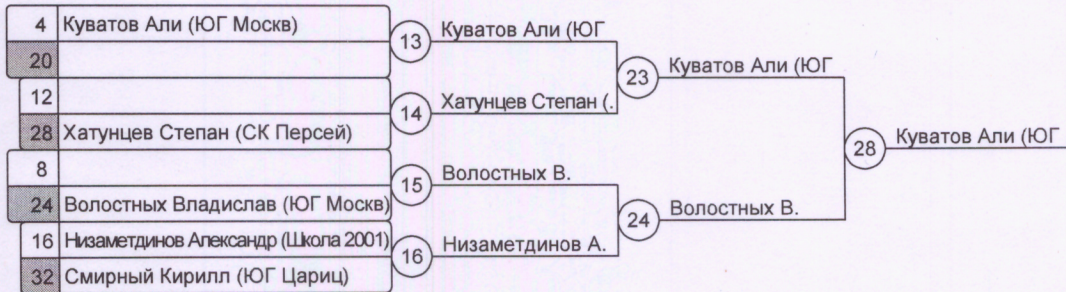 4 Куватов Али (ЮГ Москв)
20
12
28 Хатунцев Степан (СК Персей)
8
24 Волостных Владислав (ЮГ Москв)
16 Низаметдинов Александр (Школа 2001)
32 Смирный Кирилл (ЮГ Цариц)
13 Куватов Али (ЮГ
14 Хатунцев Степан (.
15 Волостных В.
16 Низаметдинов А.
23 Куватов Али (ЮГ
24 Волостных В.
28 Куватов Али (ЮГ